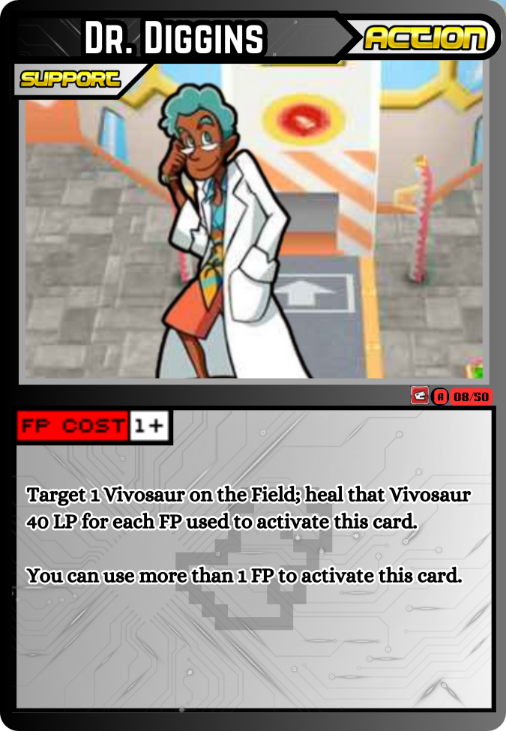 Dr. Diggins
ACTION
SUPPORT
A 08/50
FP COST 1+
Target 1 Vivosaur on the Field; heal that Vivosaur
40 LP for each FP used to activate this card.
You can use more than 1 FP to activate this card.